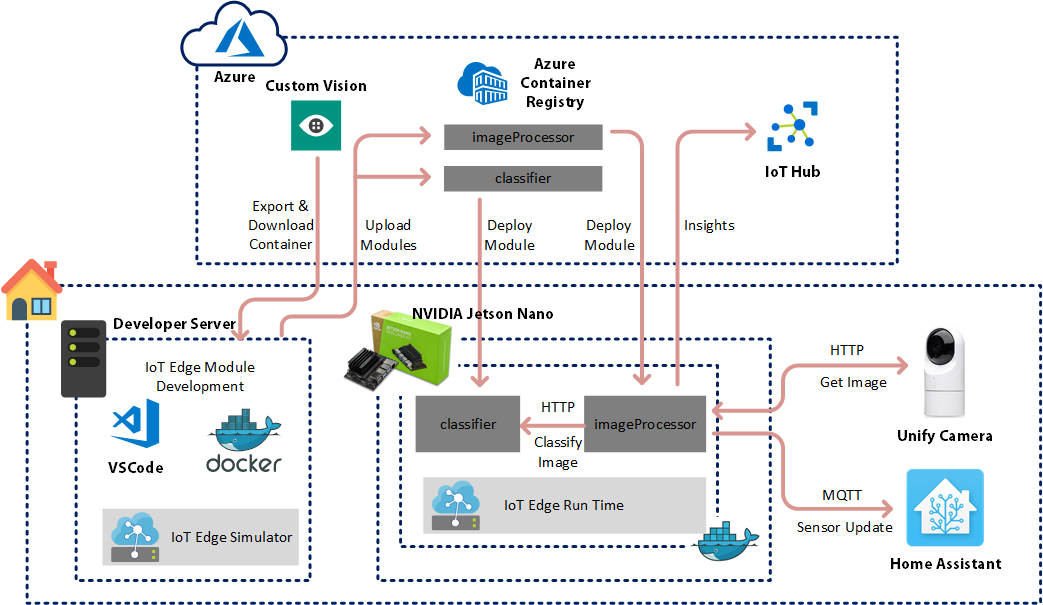 Azure
Custom Vision
Azure
Container
Registry
imageProcessor
classifier
IoT Hub
Export &
Download
Container
Upload
Modules
Deploy
Module
Deploy
Module
Insights
Developer Server
NVIDIA Jetson Nano
IoT Edge Module
Development
VSCode
docker
IoT Edge Simulator
classifier
HTTP
Classify
Image
imageProcessor
IoT Edge Run Time
HTTP
Get Image
Unify Camera
MQTT
Sensor Update
Home Assistant